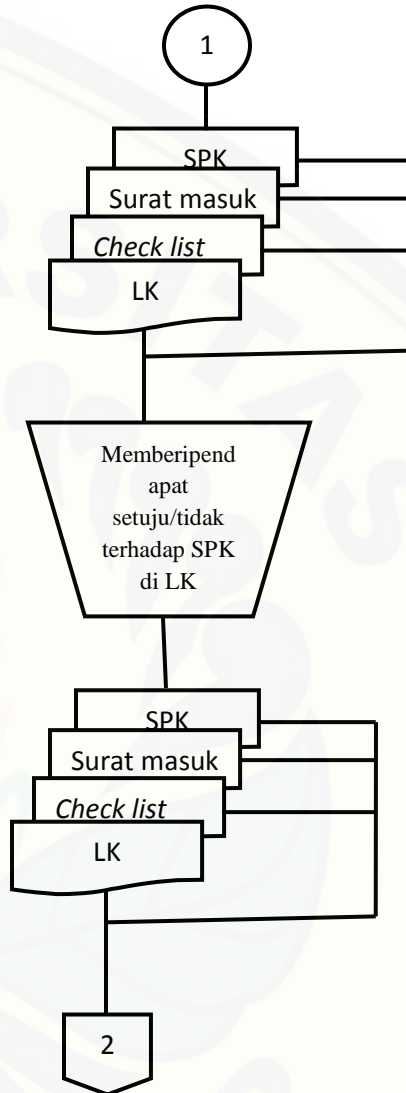 1
SPK
Surat masuk
Check list
LK
Memberipend
apat
setuju/tidak
terhadap SPK
di LK
SPK
Surat masuk
Check list
LK
2